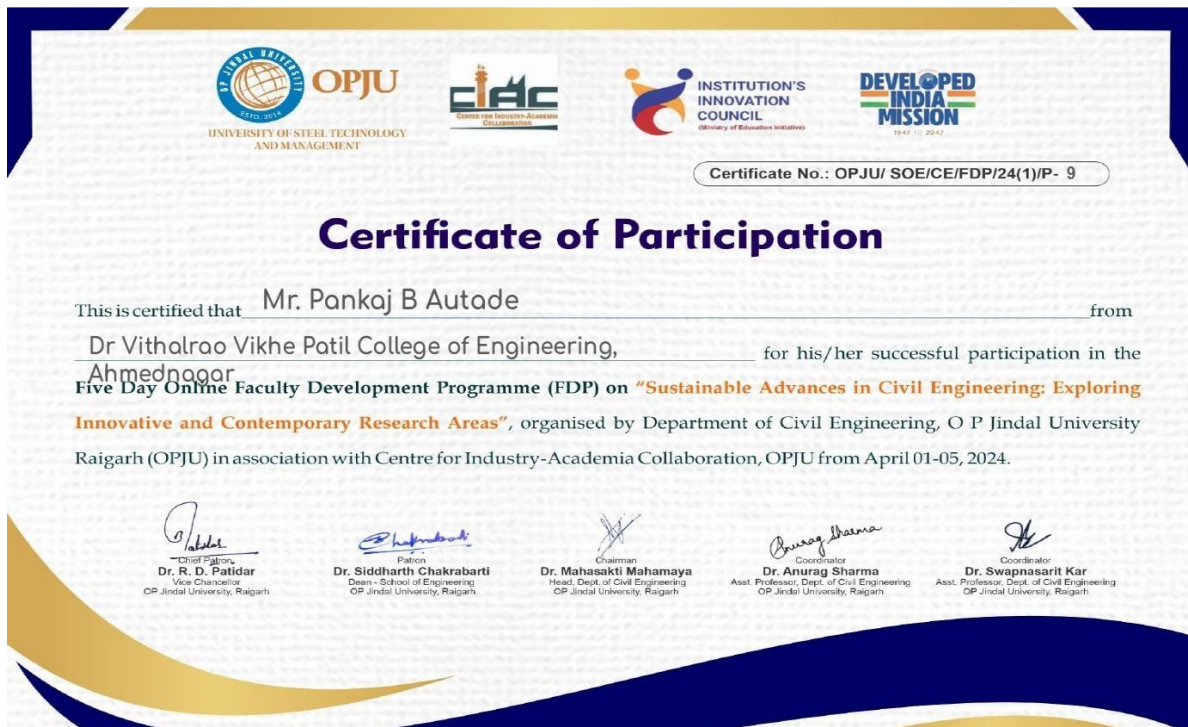 OP JINDAL UNIVERSITY
ESTD. 2014
OPJU
UNIVERSITY OF STEEL TECHNOLOGY
AND MANAGEMENT
CIAC
CENTER FOR INDUSTRY-ACADEMIA
COLLABORATION
INSTITUTION'S
INNOVATION
COUNCIL
(Ministry of Education Initiative)
DEVELOPED
INDIA
MISSION
1947 TO 2047
Certificate No.: OPJU/ SOE/CE/FDP/24(1)/P- 9
Certificate of Participation
This is certified that Mr. Pankaj B Autade from
Dr Vithalrao Vikhe Patil College of Engineering, for his/her successful participation in the
Ahmednagar
Five Day Online Faculty Development Programme (FDP) on “Sustainable Advances in Civil Engineering: Exploring
Innovative and Contemporary Research Areas”, organised by Department of Civil Engineering, O P Jindal University
Raigarh (OPJU) in association with Centre for Industry-Academia Collaboration, OPJU from April 01-05, 2024.
Chief Patron
Dr. R. D. Patidar
Vice Chancellor
OP Jindal University, Raigarh
Patron
Dr. Siddharth Chakrabarti
Dean - School of Engineering
OP Jindal University, Raigarh
Chairman
Dr. Mahasakti Mahamaya
Head, Dept. of Civil Engineering
OP Jindal University, Raigarh
Anurag Sharma
Coordinator
Dr. Anurag Sharma
Asst. Professor, Dept. of Civil Engineering
OP Jindal University, Raigarh
Coordinator
Dr. Swapnasarit Kar
Asst. Professor, Dept. of Civil Engineering
OP Jindal University, Raigarh